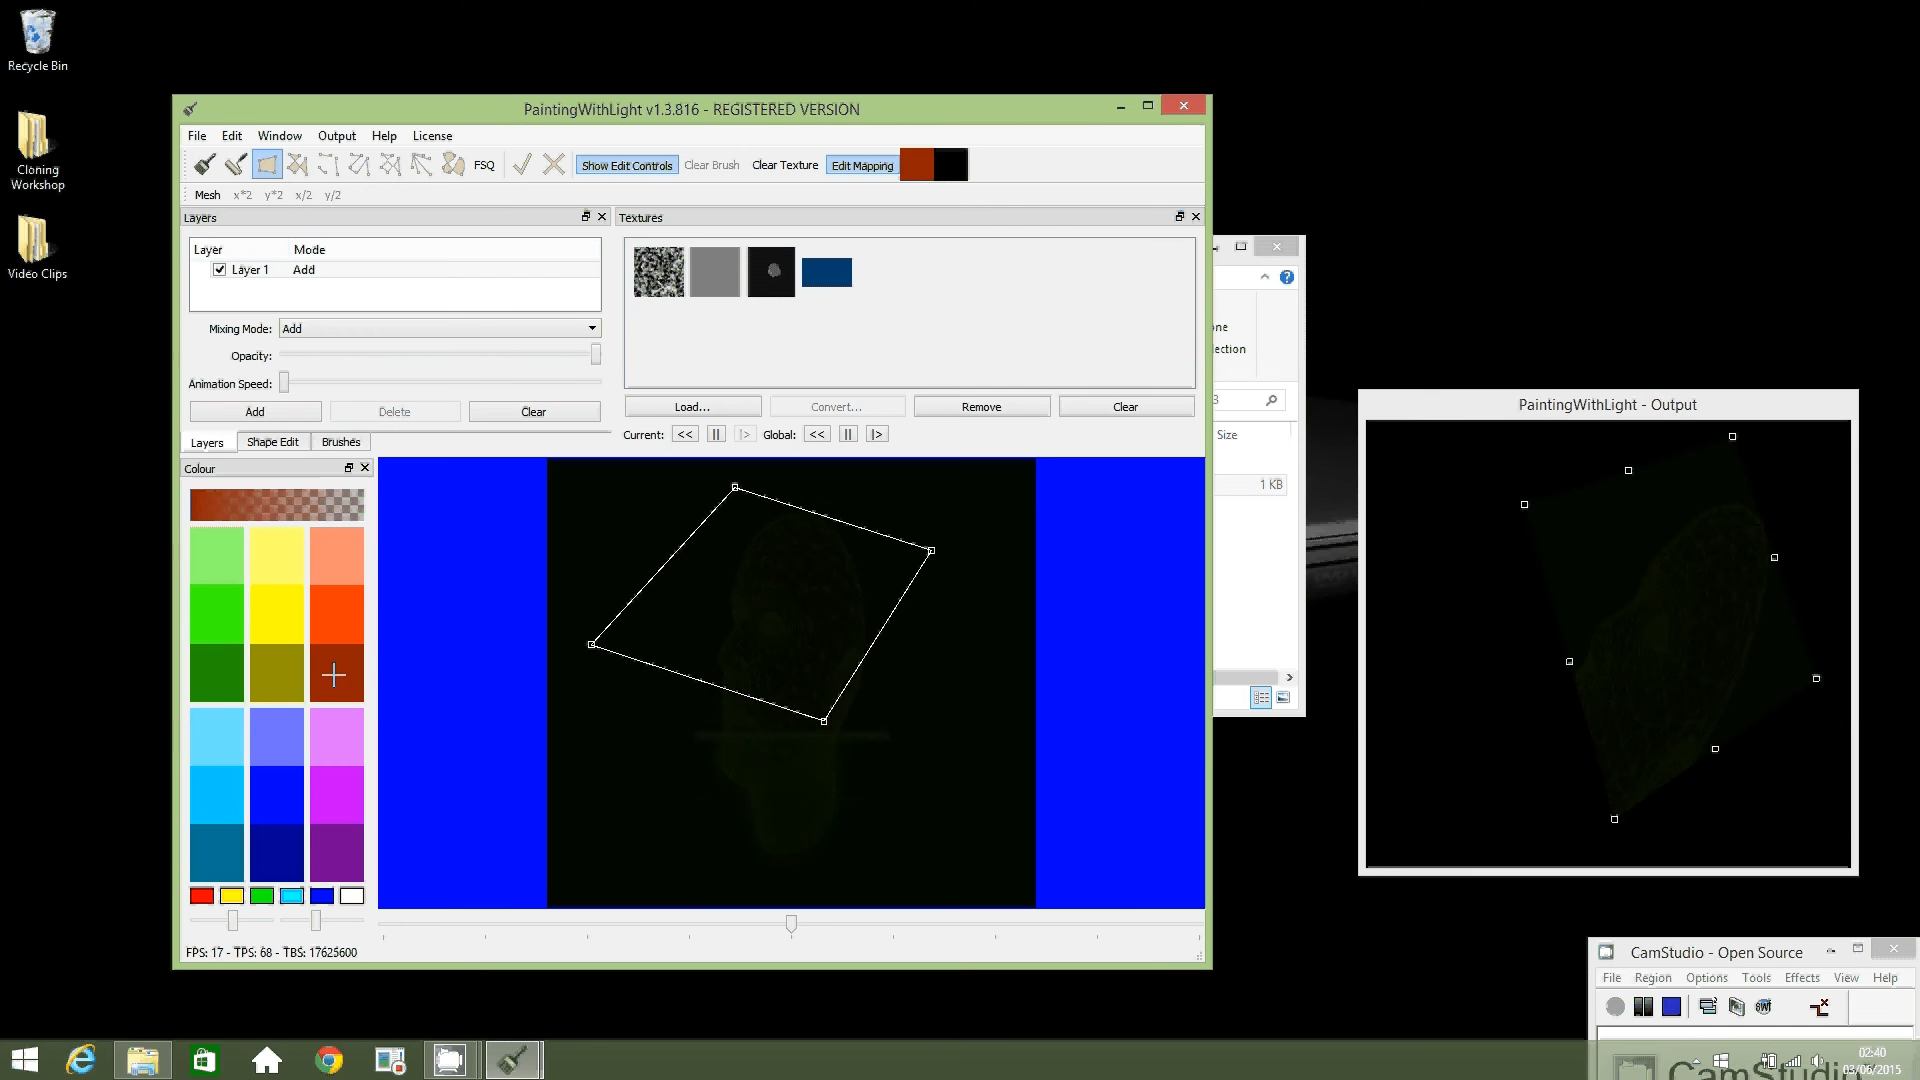 Recycle Bin
Cloning
Workshop
Video Clips
PaintingWithLight v1.3.816 - REGISTERED VERSION
File Edit Window Output Help License
FSQ Show Edit Controls Clear Brush Clear Texture Edit Mapping
Mesh x*2 y*2 x/2 y/2
Layers
Textures
Layer Mode
Layer 1 Add
Mixing Mode: Add
Opacity:
Animation Speed:
Add Delete Clear
Load... Convert... Remove Clear
Current: << || |> Global: << || |>
Layers Shape Edit Brushes
Colour
FPS: 17 - TPS: 68 - TBS: 17625600
Size
1 KB
PaintingWithLight - Output
CamStudio - Open Source
File Region Options Tools Effects View Help
02:40
03/06/2015